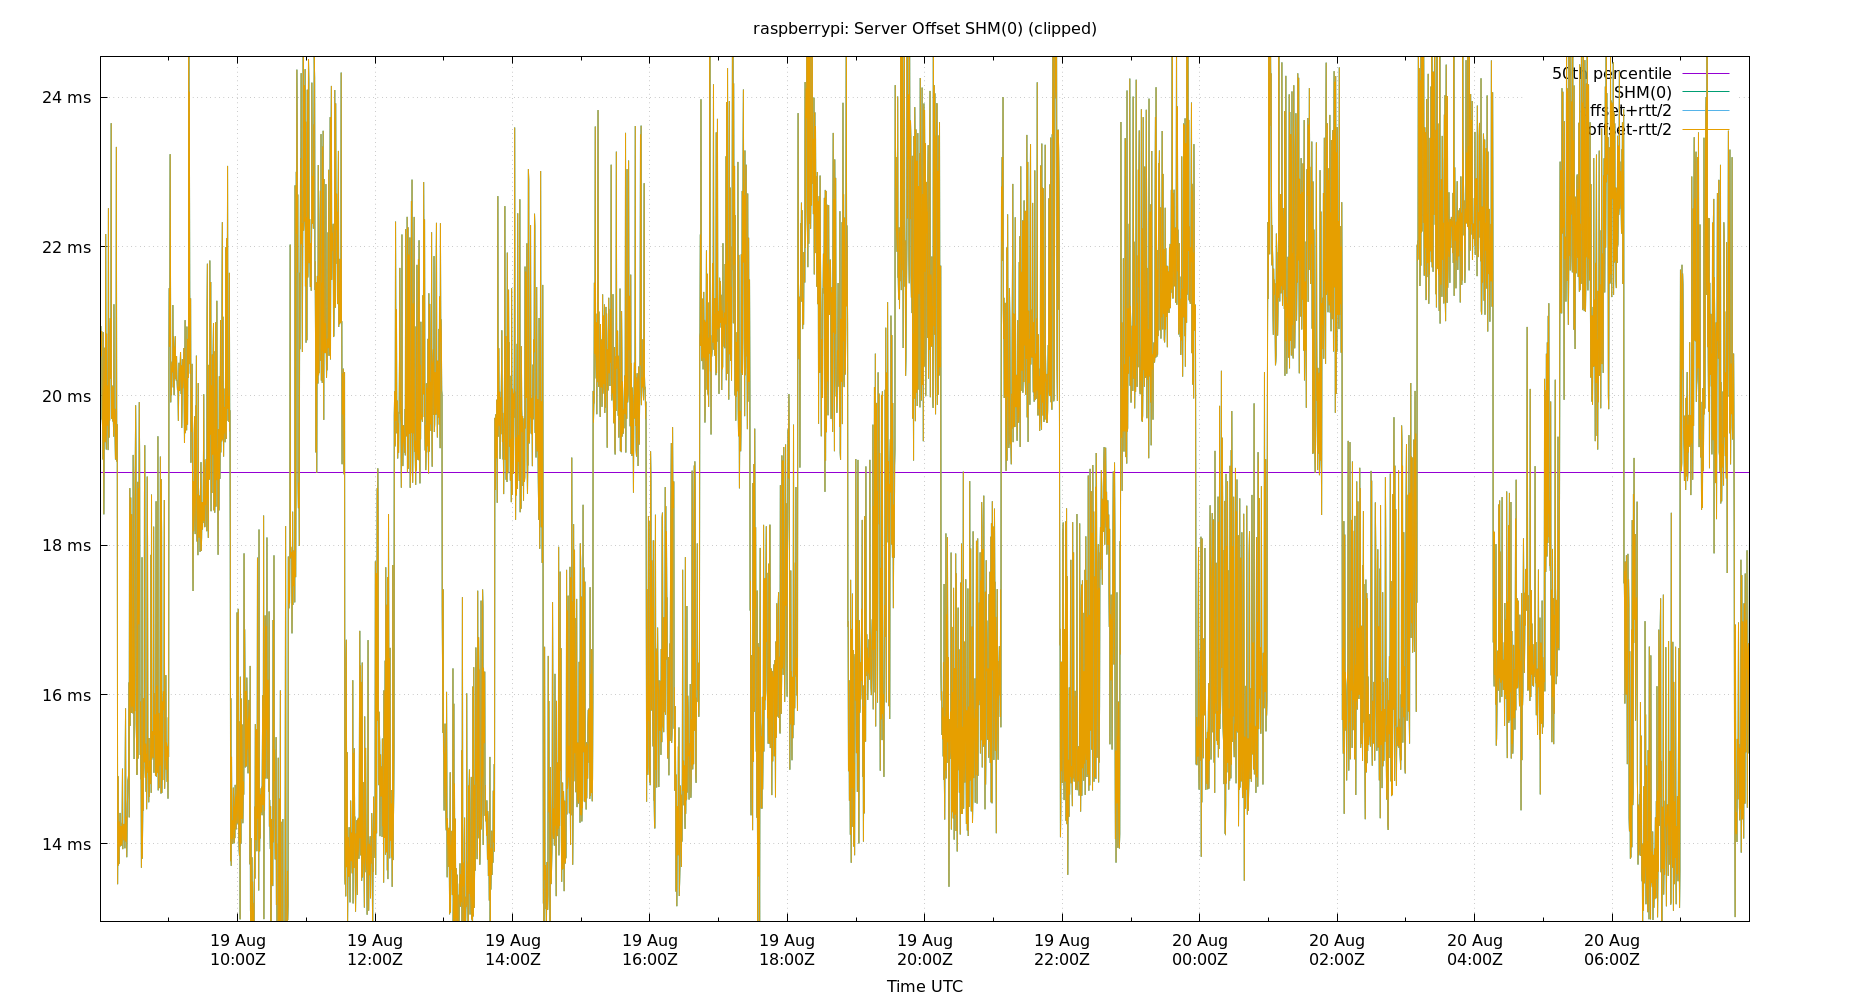 raspberrypi: Server Offset SHM(0) (clipped)
50th percentile
SHM(0)
offset+rtt/2
offset-rtt/2
24 ms
22 ms
20 ms
18 ms
16 ms
14 ms
19 Aug 19 Aug 19 Aug 19 Aug 19 Aug 19 Aug 19 Aug 20 Aug 20 Aug 20 Aug 20 Aug
10:00Z 12:00Z 14:00Z 16:00Z 18:00Z 20:00Z 22:00Z 00:00Z 02:00Z 04:00Z 06:00Z
Time UTC